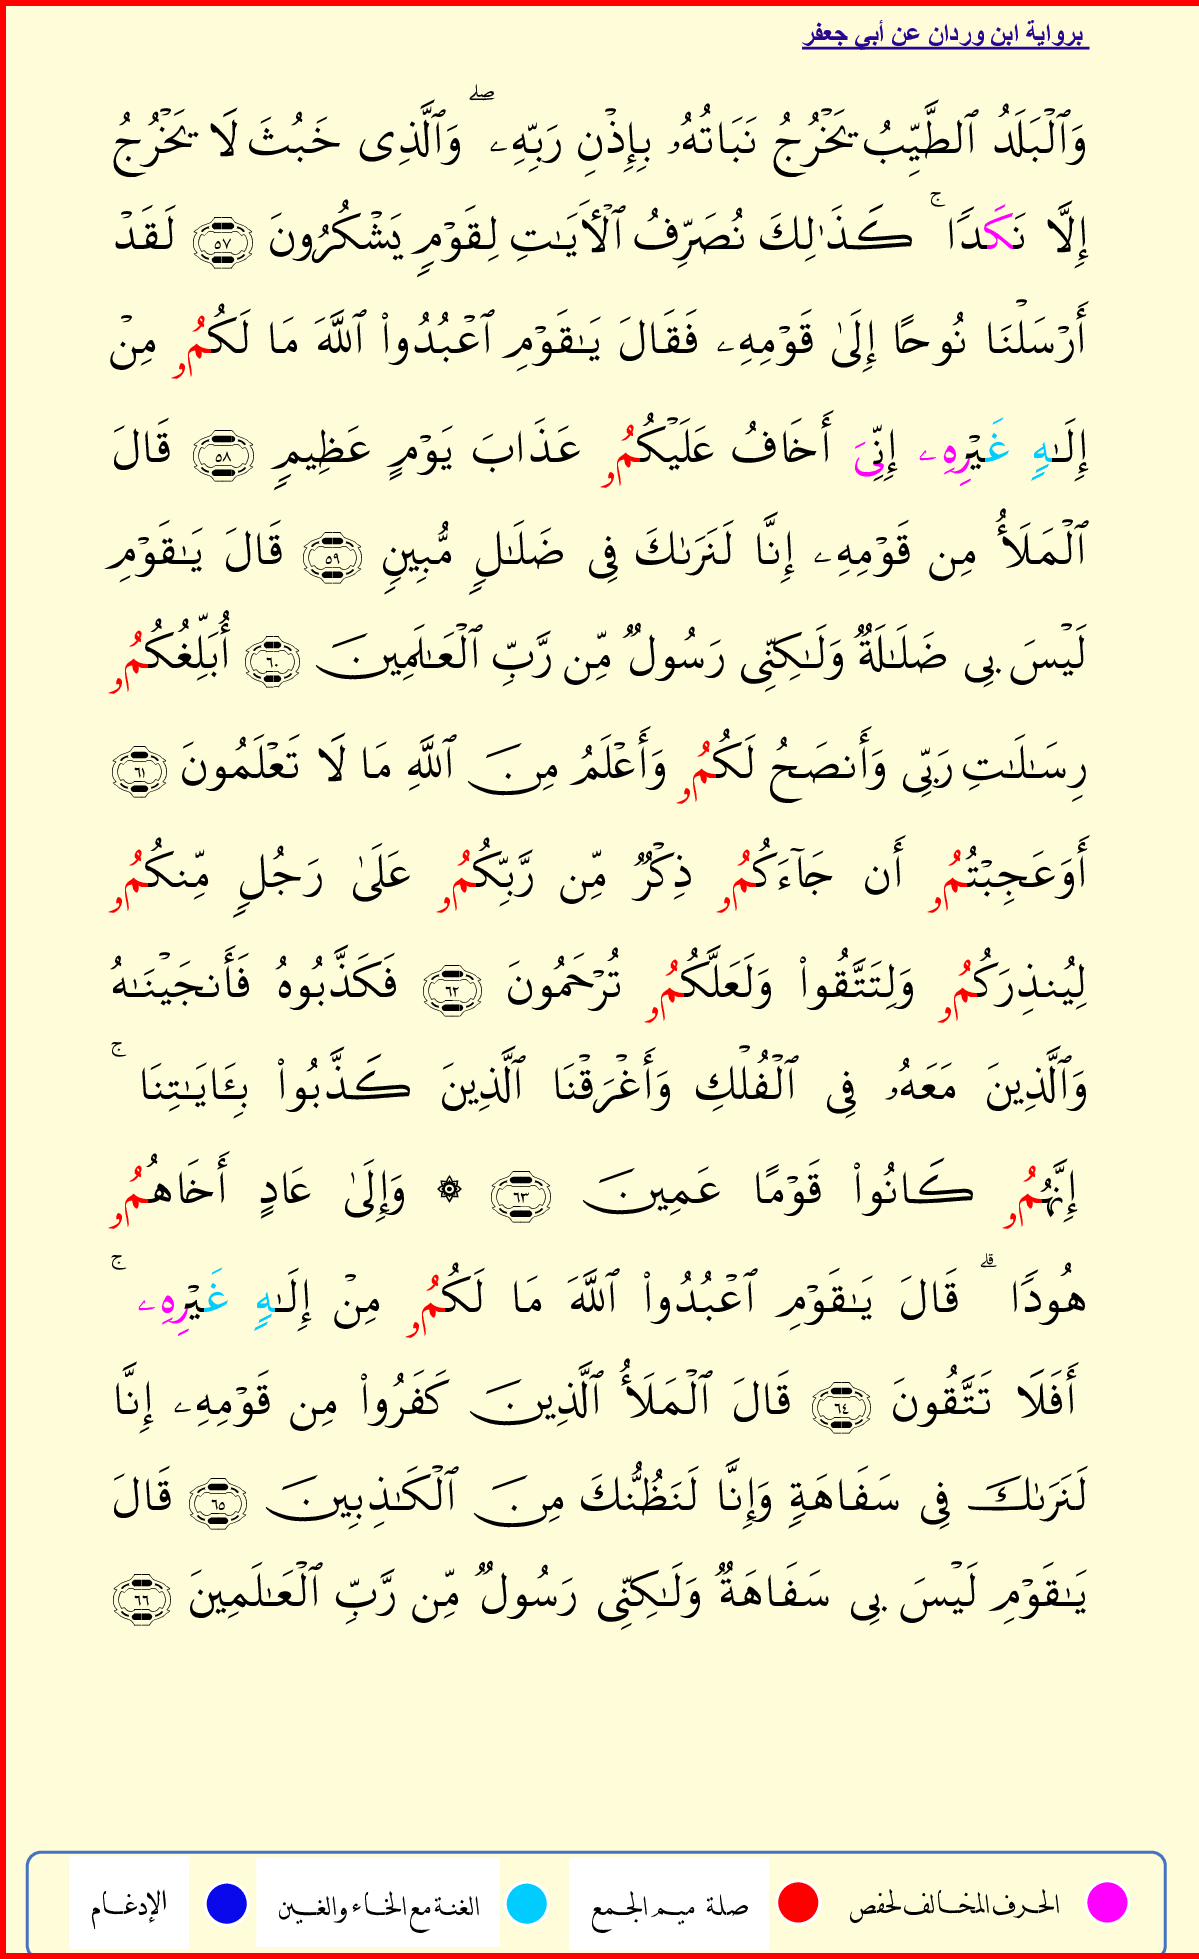 برواية ابن وردان عن أبي جعفر
وَٱلۡبَلَدُ ٱلطَّيِّبُ يَخۡرُجُ نَبَاتُهُۥ بِإِذۡنِ رَبِّهِۦۖ وَٱلَّذِى خَبُثَ لَا يَخۡرُجُ
إِلَّا نَكَدٗاۚ كَذَٰلِكَ نُصَرِّفُ ٱلۡأٓيَٰتِ لِقَوۡمٖ يَشۡكُرُونَ ٥٧ لَقَدۡ
أَرۡسَلۡنَا نُوحًا إِلَىٰ قَوۡمِهِۦ فَقَالَ يَٰقَوۡمِ ٱعۡبُدُواْ ٱللَّهَ مَا لَكُمُۥ مِنۡ
إِلَٰهٍ غَيۡرِهِۦ إِنِّىَ أَخَافُ عَلَيۡكُمُۥ عَذَابَ يَوۡمٍ عَظِيمٖ ٥٨ قَالَ
ٱلۡمَلَأُ مِن قَوۡمِهِۦ إِنَّا لَنَرَىٰكَ فِى ضَلَٰلٖ مُّبِينٖ ٥٩ قَالَ يَٰقَوۡمِ
لَيۡسَ بِى ضَلَٰلَةٞ وَلَٰكِنِّى رَسُولٞ مِّن رَّبِّ ٱلۡعَٰلَمِينَ ٦٠ أُبَلِّغُكُمُۥ
رِسَٰلَٰتِ رَبِّى وَأَنصَحُ لَكُمُۥ وَأَعۡلَمُ مِنَ ٱللَّهِ مَا لَا تَعۡلَمُونَ ٦١
أَوَعَجِبۡتُمُۥ أَن جَآءَكُمُۥ ذِكۡرٞ مِّن رَّبِّكُمُۥ عَلَىٰ رَجُلٖ مِّنكُمُۥ
لِيُنذِرَكُمُۥ وَلِتَتَّقُواْ وَلَعَلَّكُمُۥ تُرۡحَمُونَ ٦٢ فَكَذَّبُوهُ فَأَنجَيۡنَٰهُ
وَٱلَّذِينَ مَعَهُۥ فِى ٱلۡفُلۡكِ وَأَغۡرَقۡنَا ٱلَّذِينَ كَذَّبُواْ بِـَٔايَٰتِنَاۚ
إِنَّهُمُۥ كَانُواْ قَوۡمًا عَمِينَ ٦٣ ۞ وَإِلَىٰ عَادٍ أَخَاهُمُۥ
هُودٗاۗ قَالَ يَٰقَوۡمِ ٱعۡبُدُواْ ٱللَّهَ مَا لَكُمُۥ مِنۡ إِلَٰهٍ غَيۡرِهِۦۚ
أَفَلَا تَتَّقُونَ ٦٤ قَالَ ٱلۡمَلَأُ ٱلَّذِينَ كَفَرُواْ مِن قَوۡمِهِۦ إِنَّا
لَنَرَىٰكَ فِى سَفَاهَةٖ وَإِنَّا لَنَظُنُّكَ مِنَ ٱلۡكَٰذِبِينَ ٦٥ قَالَ
يَٰقَوۡمِ لَيۡسَ بِى سَفَاهَةٞ وَلَٰكِنِّى رَسُولٞ مِّن رَّبِّ ٱلۡعَٰلَمِينَ ٦٦
الحرف المخالف لحفص
صلة ميم الجمع
الغنة مع الخاء والغين
الإدغام